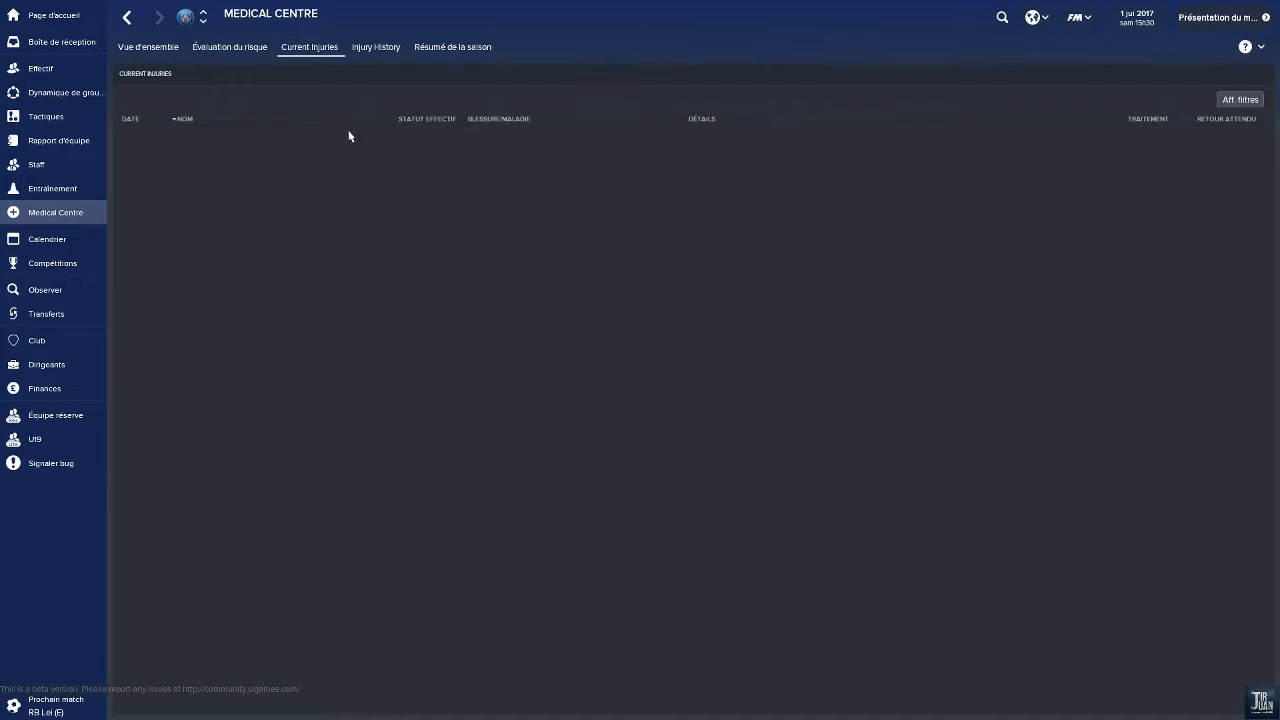 Page d'accueil
Boîte de réception
Effectif
Dynamique de grou...
Tactiques
Rapport d'équipe
Staff
Entraînement
Medical Centre
Calendrier
Compétitions
Observer
Transferts
Club
Dirigeants
Finances
Équipe réserve
U19
Signaler bug
Prochain match
RB Lei (E)
MEDICAL CENTRE
FM
1 jui 2017
sam 15h30
Présentation du m...
Vue d'ensemble Évaluation du risque Current Injuries Injury History Résumé de la saison
CURRENT INJURIES
Aff. filtres
DATE NOM STATUT EFFECTIF BLESSURE/MALADIE DÉTAILS TRAITEMENT RETOUR ATTENDU
This is a beta version. Please report any issues at http://community.sigames.com/